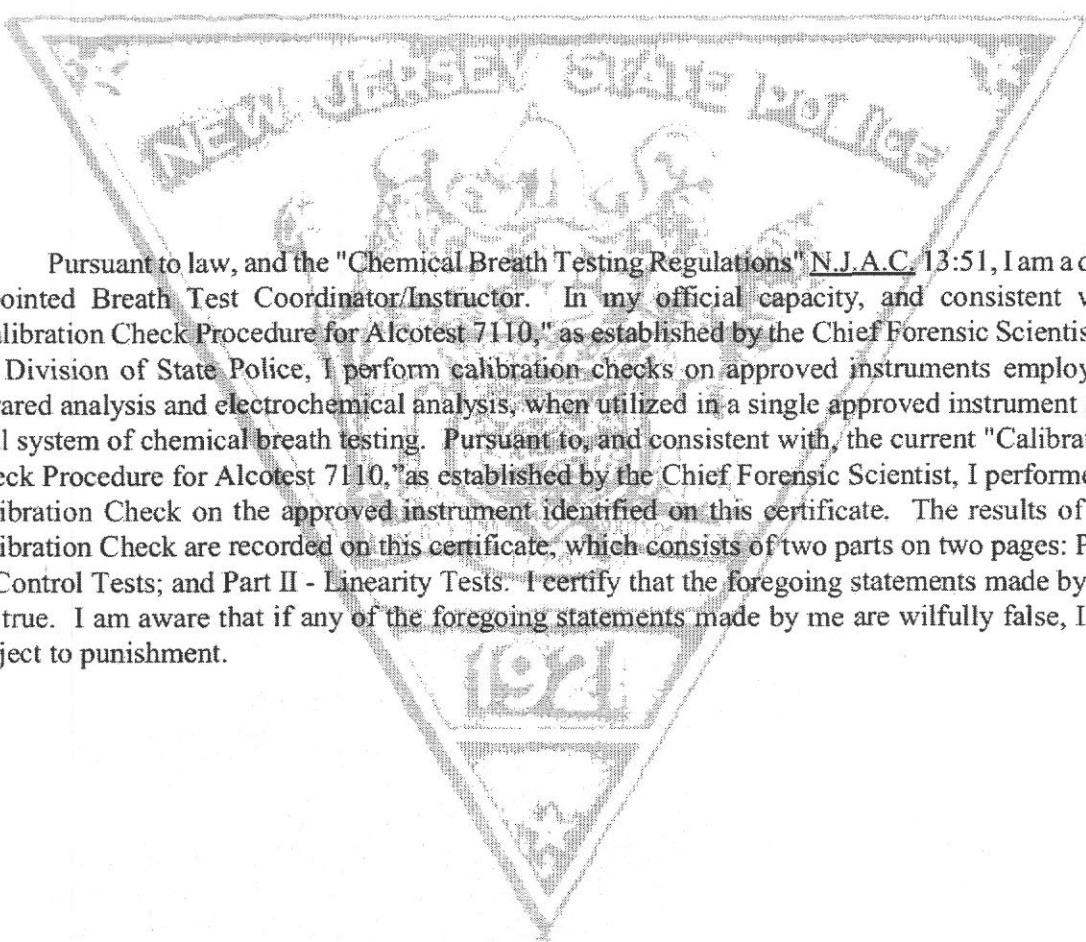 NEW JERSEY STATE POLICE
Pursuant to law, and the "Chemical Breath Testing Regulations" N.J.A.C. 13:51, I am a d
ointed Breath Test Coordinator/Instructor. In my official capacity, and consistent w
libration Check Procedure for Alcotest 7110," as established by the Chief Forensic Scientis
Division of State Police, I perform calibration checks on approved instruments employ
rared analysis and electrochemical analysis, when utilized in a single approved instrument
l system of chemical breath testing. Pursuant to, and consistent with, the current "Calibrat
eck Procedure for Alcotest 7110," as established by the Chief Forensic Scientist, I performe
ibration Check on the approved instrument identified on this certificate. The results of
ibration Check are recorded on this certificate, which consists of two parts on two pages: P
Control Tests; and Part II - Linearity Tests. I certify that the foregoing statements made by
true. I am aware that if any of the foregoing statements made by me are wilfully false, I
ject to punishment.
1921